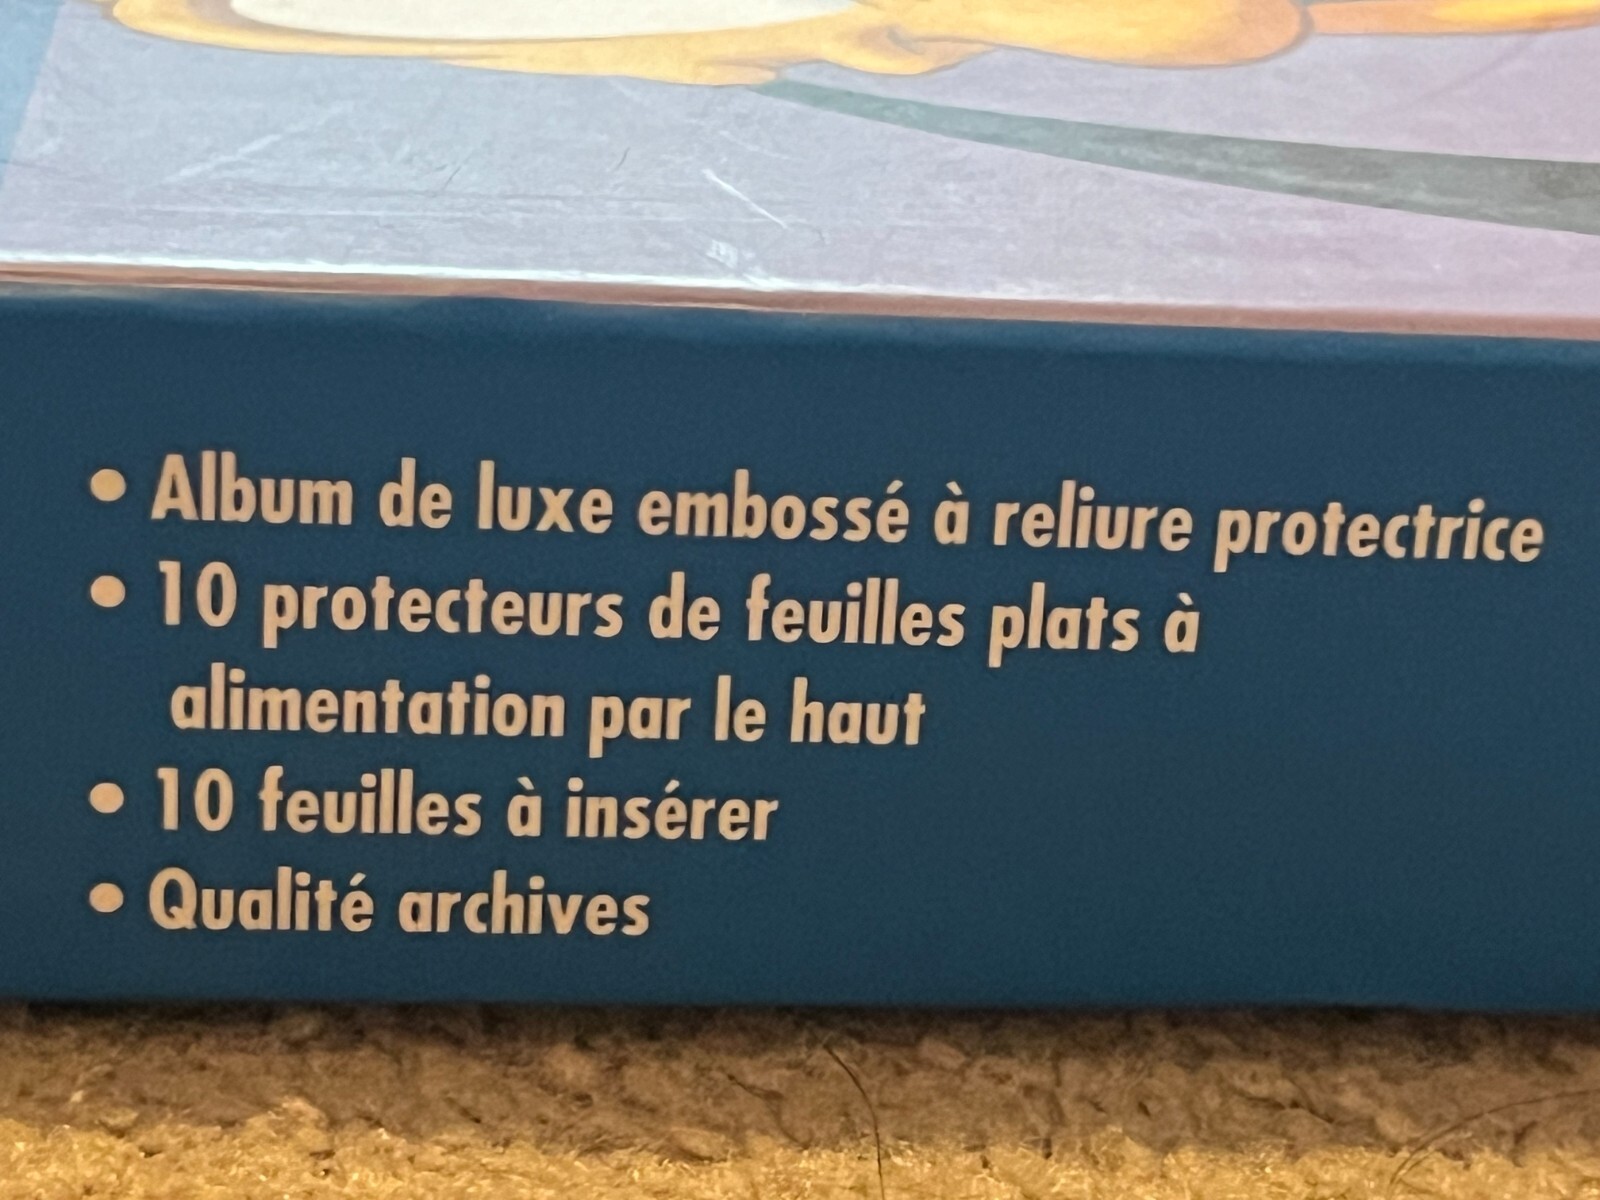 • Album de luxe embossé à reliure protectrice
• 10 protecteurs de feuilles plats à
alimentation par le haut
• 10 feuilles à insérer
• Qualité archives